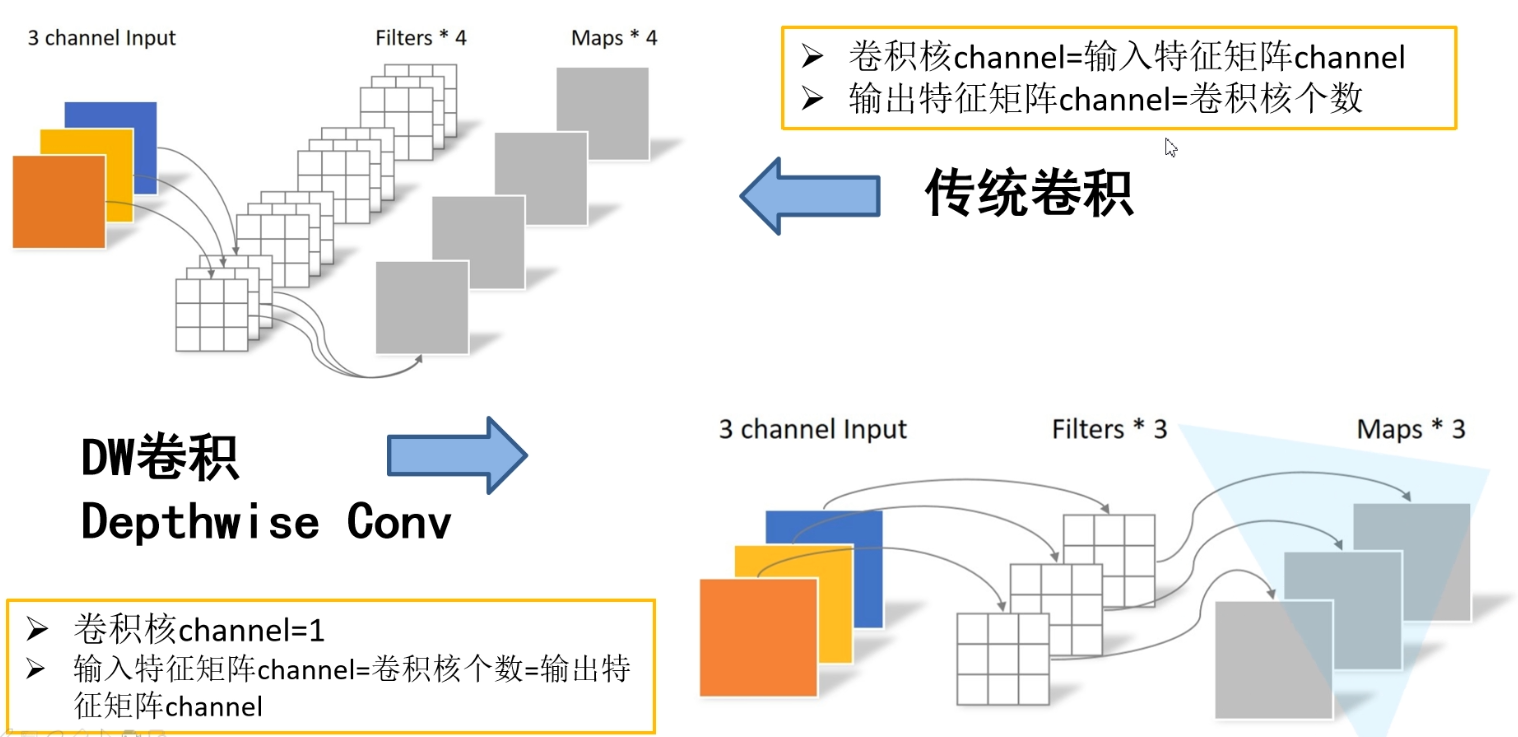 3 channel Input
Filters * 4
Maps * 4
➢ 卷积核channel=输入特征矩阵channel
➢ 输出特征矩阵channel=卷积核个数
传统卷积
DW卷积
Depthwise Conv
➢ 卷积核channel=1
➢ 输入特征矩阵channel=卷积核个数=输出特
征矩阵channel
3 channel Input
Filters * 3
Maps * 3